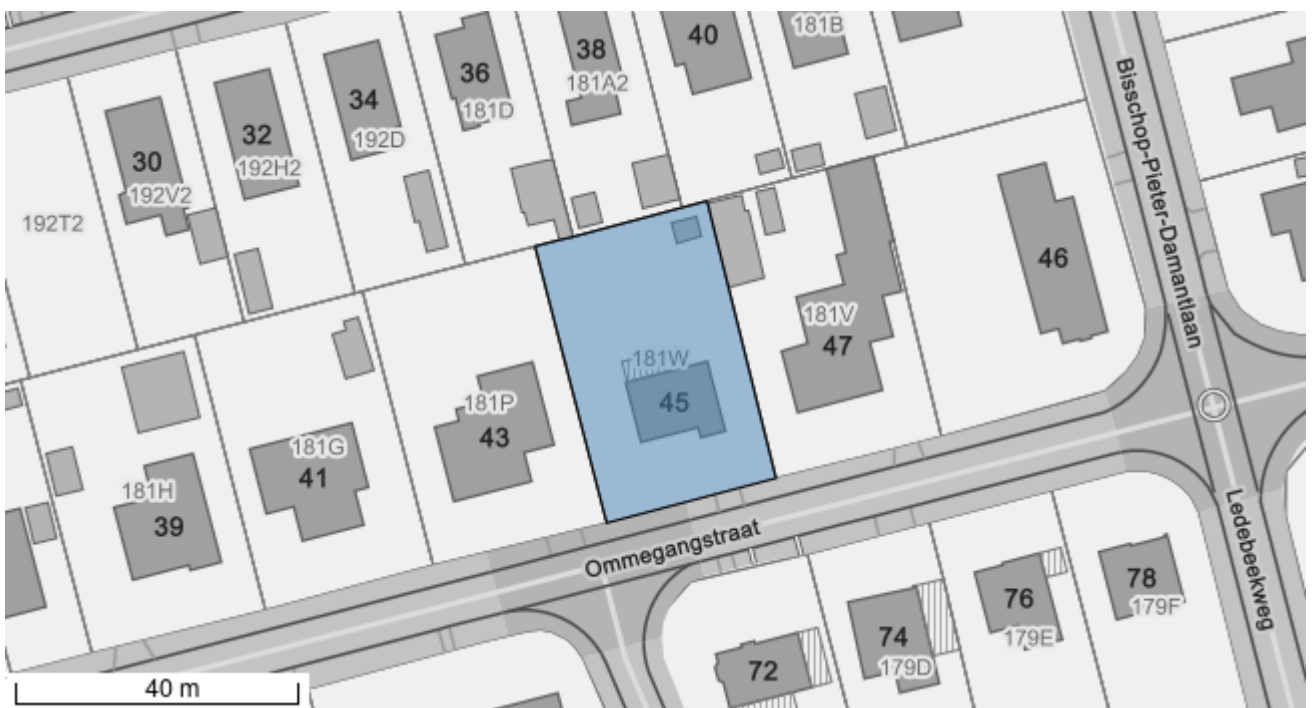 40
38
181B
36
181A2
34
181D
32
192D
30
192H2
192V2
192T2
Bisschop-Pieter-Damantlaan
46
181V
47
181W
45
181P
43
181G
41
181H
39
Ommegangstraat
Ledebeekweg
78
179F
76
179E
74
179D
72
40 m